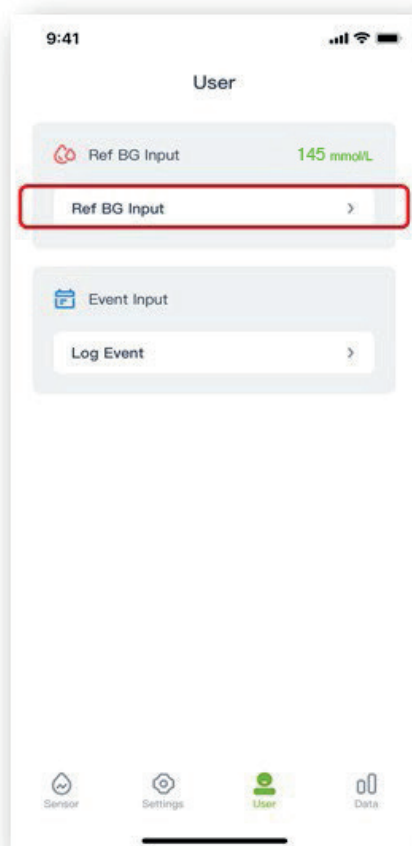 9:41
User
Ref BG Input 145 mmol/L
Ref BG Input >
Event Input
Log Event >
Sensor Settings User Data